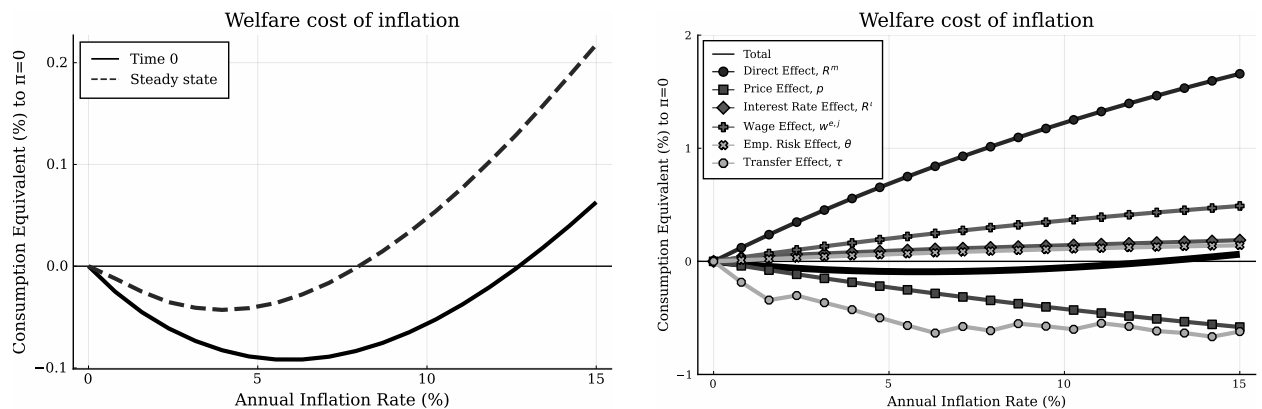 Welfare cost of inflation
Consumption Equivalent (%) to π=0
0.2
0.1
0.0
−0.1
Time 0
Steady state
0
5
10
15
Annual Inflation Rate (%)
Welfare cost of inflation
Consumption Equivalent (%) to π=0
2
1
0
−1
Total
Direct Effect, Rᵐ
Price Effect, p
Interest Rate Effect, Rᶥ
Wage Effect, wᵉ,ʲ
Emp. Risk Effect, θ
Transfer Effect, τ
0
5
10
15
Annual Inflation Rate (%)